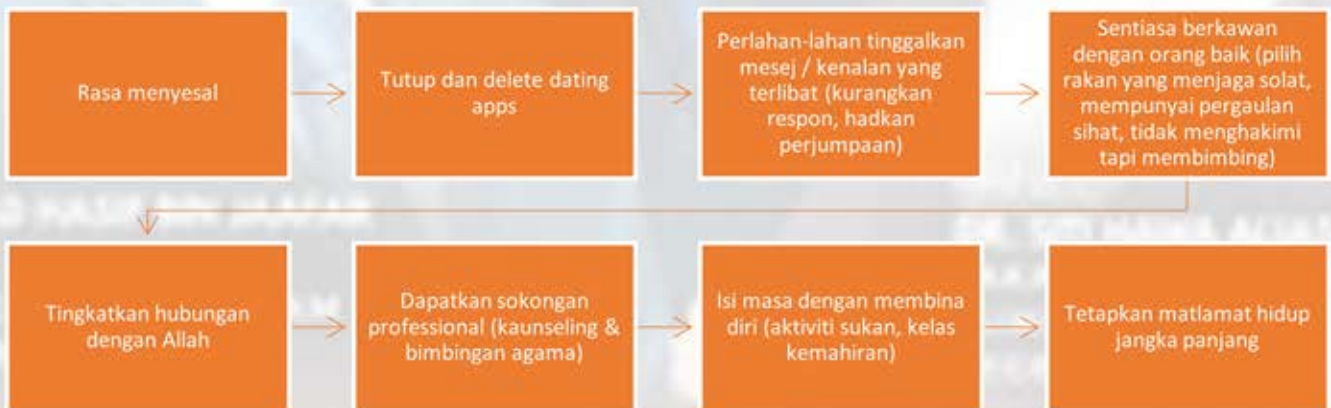 Rasa menyesal
Tutup dan delete dating
apps
Perlahan-lahan tinggalkan
mesej / kenalan yang
terlibat (kurangkan
respon, hadkan
perjumpaan)
Sentiasa berkawan
dengan orang baik (pilih
rakan yang menjaga solat,
mempunyai pergaulan
sihat, tidak menghakimi
tapi membimbing)
Tingkatkan hubungan
dengan Allah
Dapatkan sokongan
professional (kaunseling &
bimbingan agama)
Isi masa dengan membina
diri (aktiviti sukan, kelas
kemahiran)
Tetapkan matlamat hidup
jangka panjang